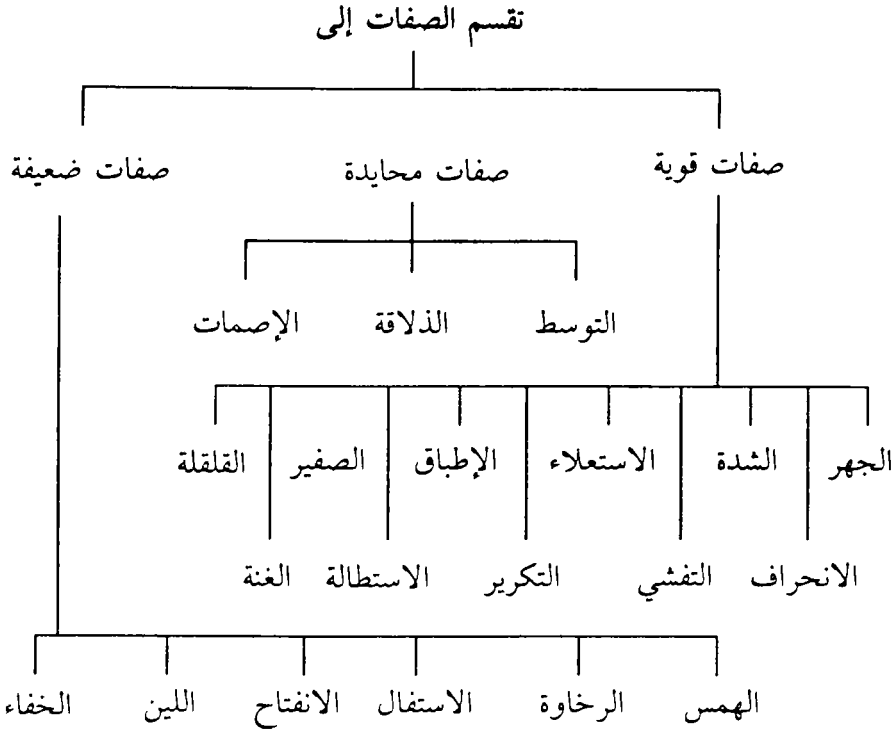 تقسم الصفات إلى
صفات قوية صفات محايدة صفات ضعيفة
التوسط الذلاقة الإصمات
الجهر الشدة الاستعلاء الإطباق الصفير القلقلة
الانحراف التفشي التكرير الاستطالة الغنة
الهمس الرخاوة الاستفال الانفتاح اللين الخفاء